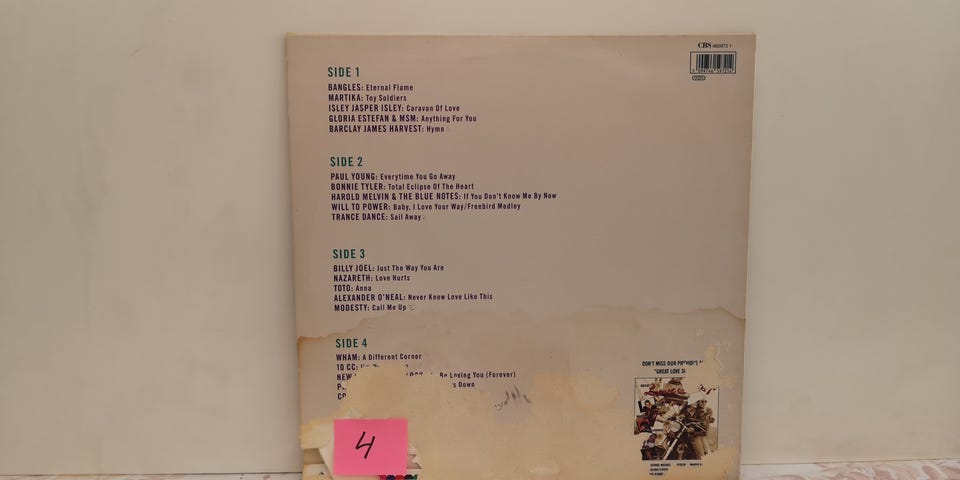 CBS 465972 1
SIDE 1
BANGLES: Eternal Flame
MARTIKA: Toy Soldiers
ISLEY JASPER ISLEY: Caravan Of Love
GLORIA ESTEFAN & MSM: Anything For You
BARCLAY JAMES HARVEST: Hymn
SIDE 2
PAUL YOUNG: Everytime You Go Away
BONNIE TYLER: Total Eclipse Of The Heart
HAROLD MELVIN & THE BLUE NOTES: If You Don't Know Me By Now
WILL TO POWER: Baby, I Love Your Way/Freebird Medley
TRANCE DANCE: Sail Away
SIDE 3
BILLY JOEL: Just The Way You Are
NAZARETH: Love Hurts
TOTO: Anna
ALEXANDER O'NEAL: Never Knew Love Like This
MODESTY: Call Me Up
SIDE 4
WHAM: A Different Corner
10 CC:
NEW Be Loving You (Forever)
Down
DON'T MISS OUR
"GREAT LOVE
4